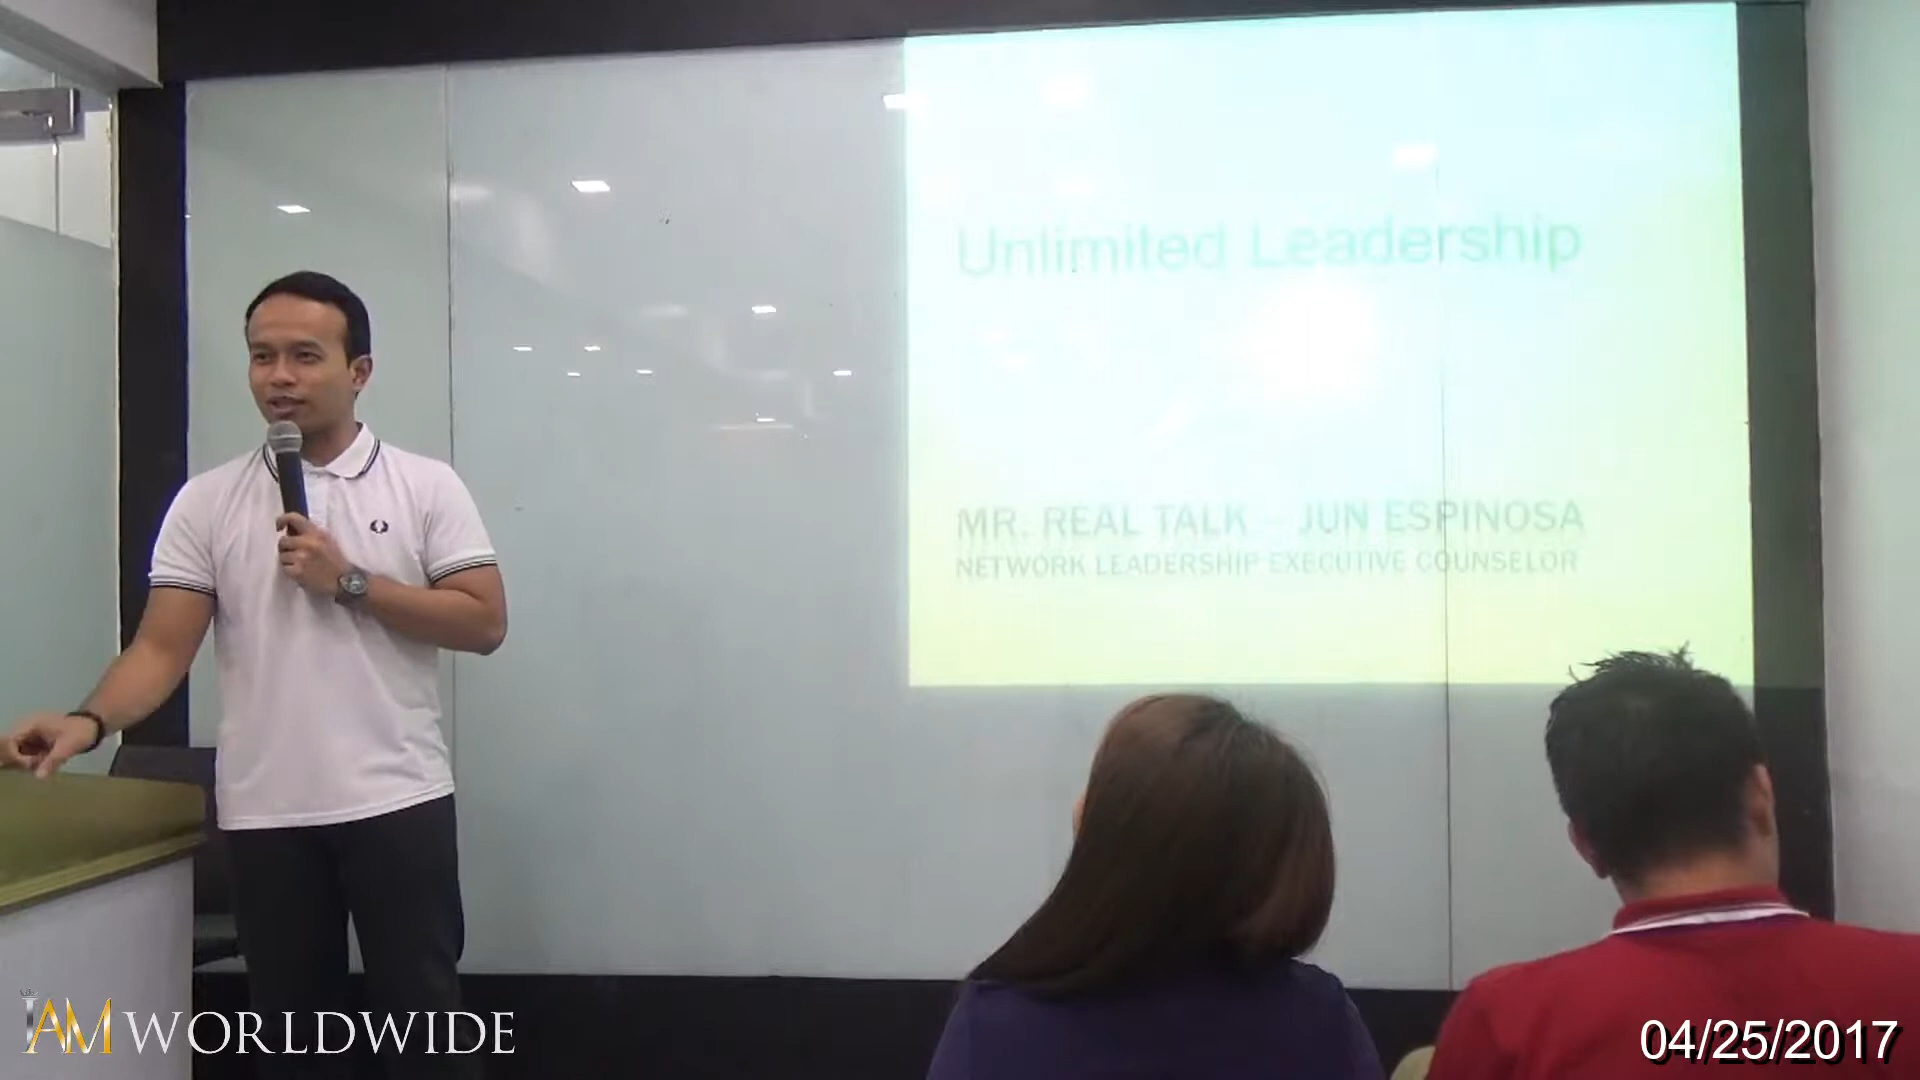 Unlimited Leadership
MR. REAL TALK – JUN ESPINOSA
NETWORK LEADERSHIP EXECUTIVE COUNSELOR
IAM WORLDWIDE
04/25/2017